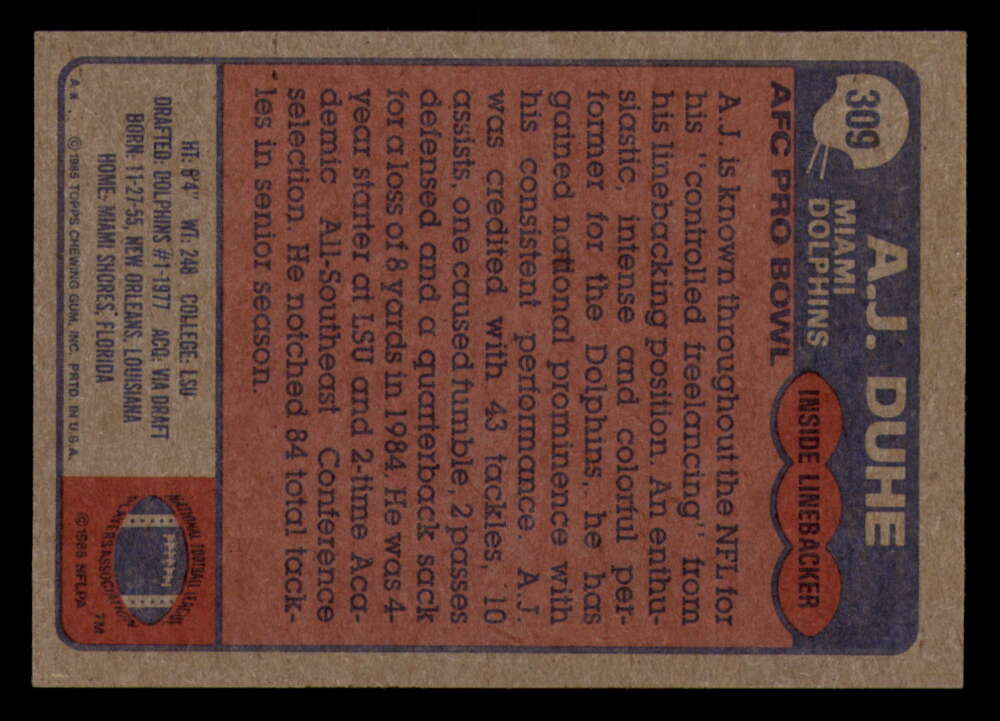 309
A.J. DUHE
MIAMI
DOLPHINS
INSIDE LINEBACKER
AFC PRO BOWL
A.J. is known throughout the NFL for
his "controlled freelancing" from
his linebacking position. An enthu-
siastic, intense and colorful per-
former for the Dolphins, he has
gained national prominence with
his consistent performance. A.J.
was credited with 43 tackles, 10
assists, one caused fumble, 2 passes
defensed and a quarterback sack
for a loss of 8 yards in 1984. He was 4-
year starter at LSU and 2-time Aca-
demic All-Southeast Conference
selection. He notched 84 total tack-
les in senior season.
HT: 6'4" WT: 248 COLLEGE: LSU
DRAFTED: DOLPHINS #1-1977 ACQ: VIA DRAFT
BORN: 11-27-55, NEW ORLEANS, LOUISIANA
HOME: MIAMI SHORES, FLORIDA
© 1985 TOPPS CHEWING GUM, INC. PRTD. IN U.S.A.
NATIONAL FOOTBALL LEAGUE
PLAYERS ASSOCIATION
TM
© 1985 NFLPA